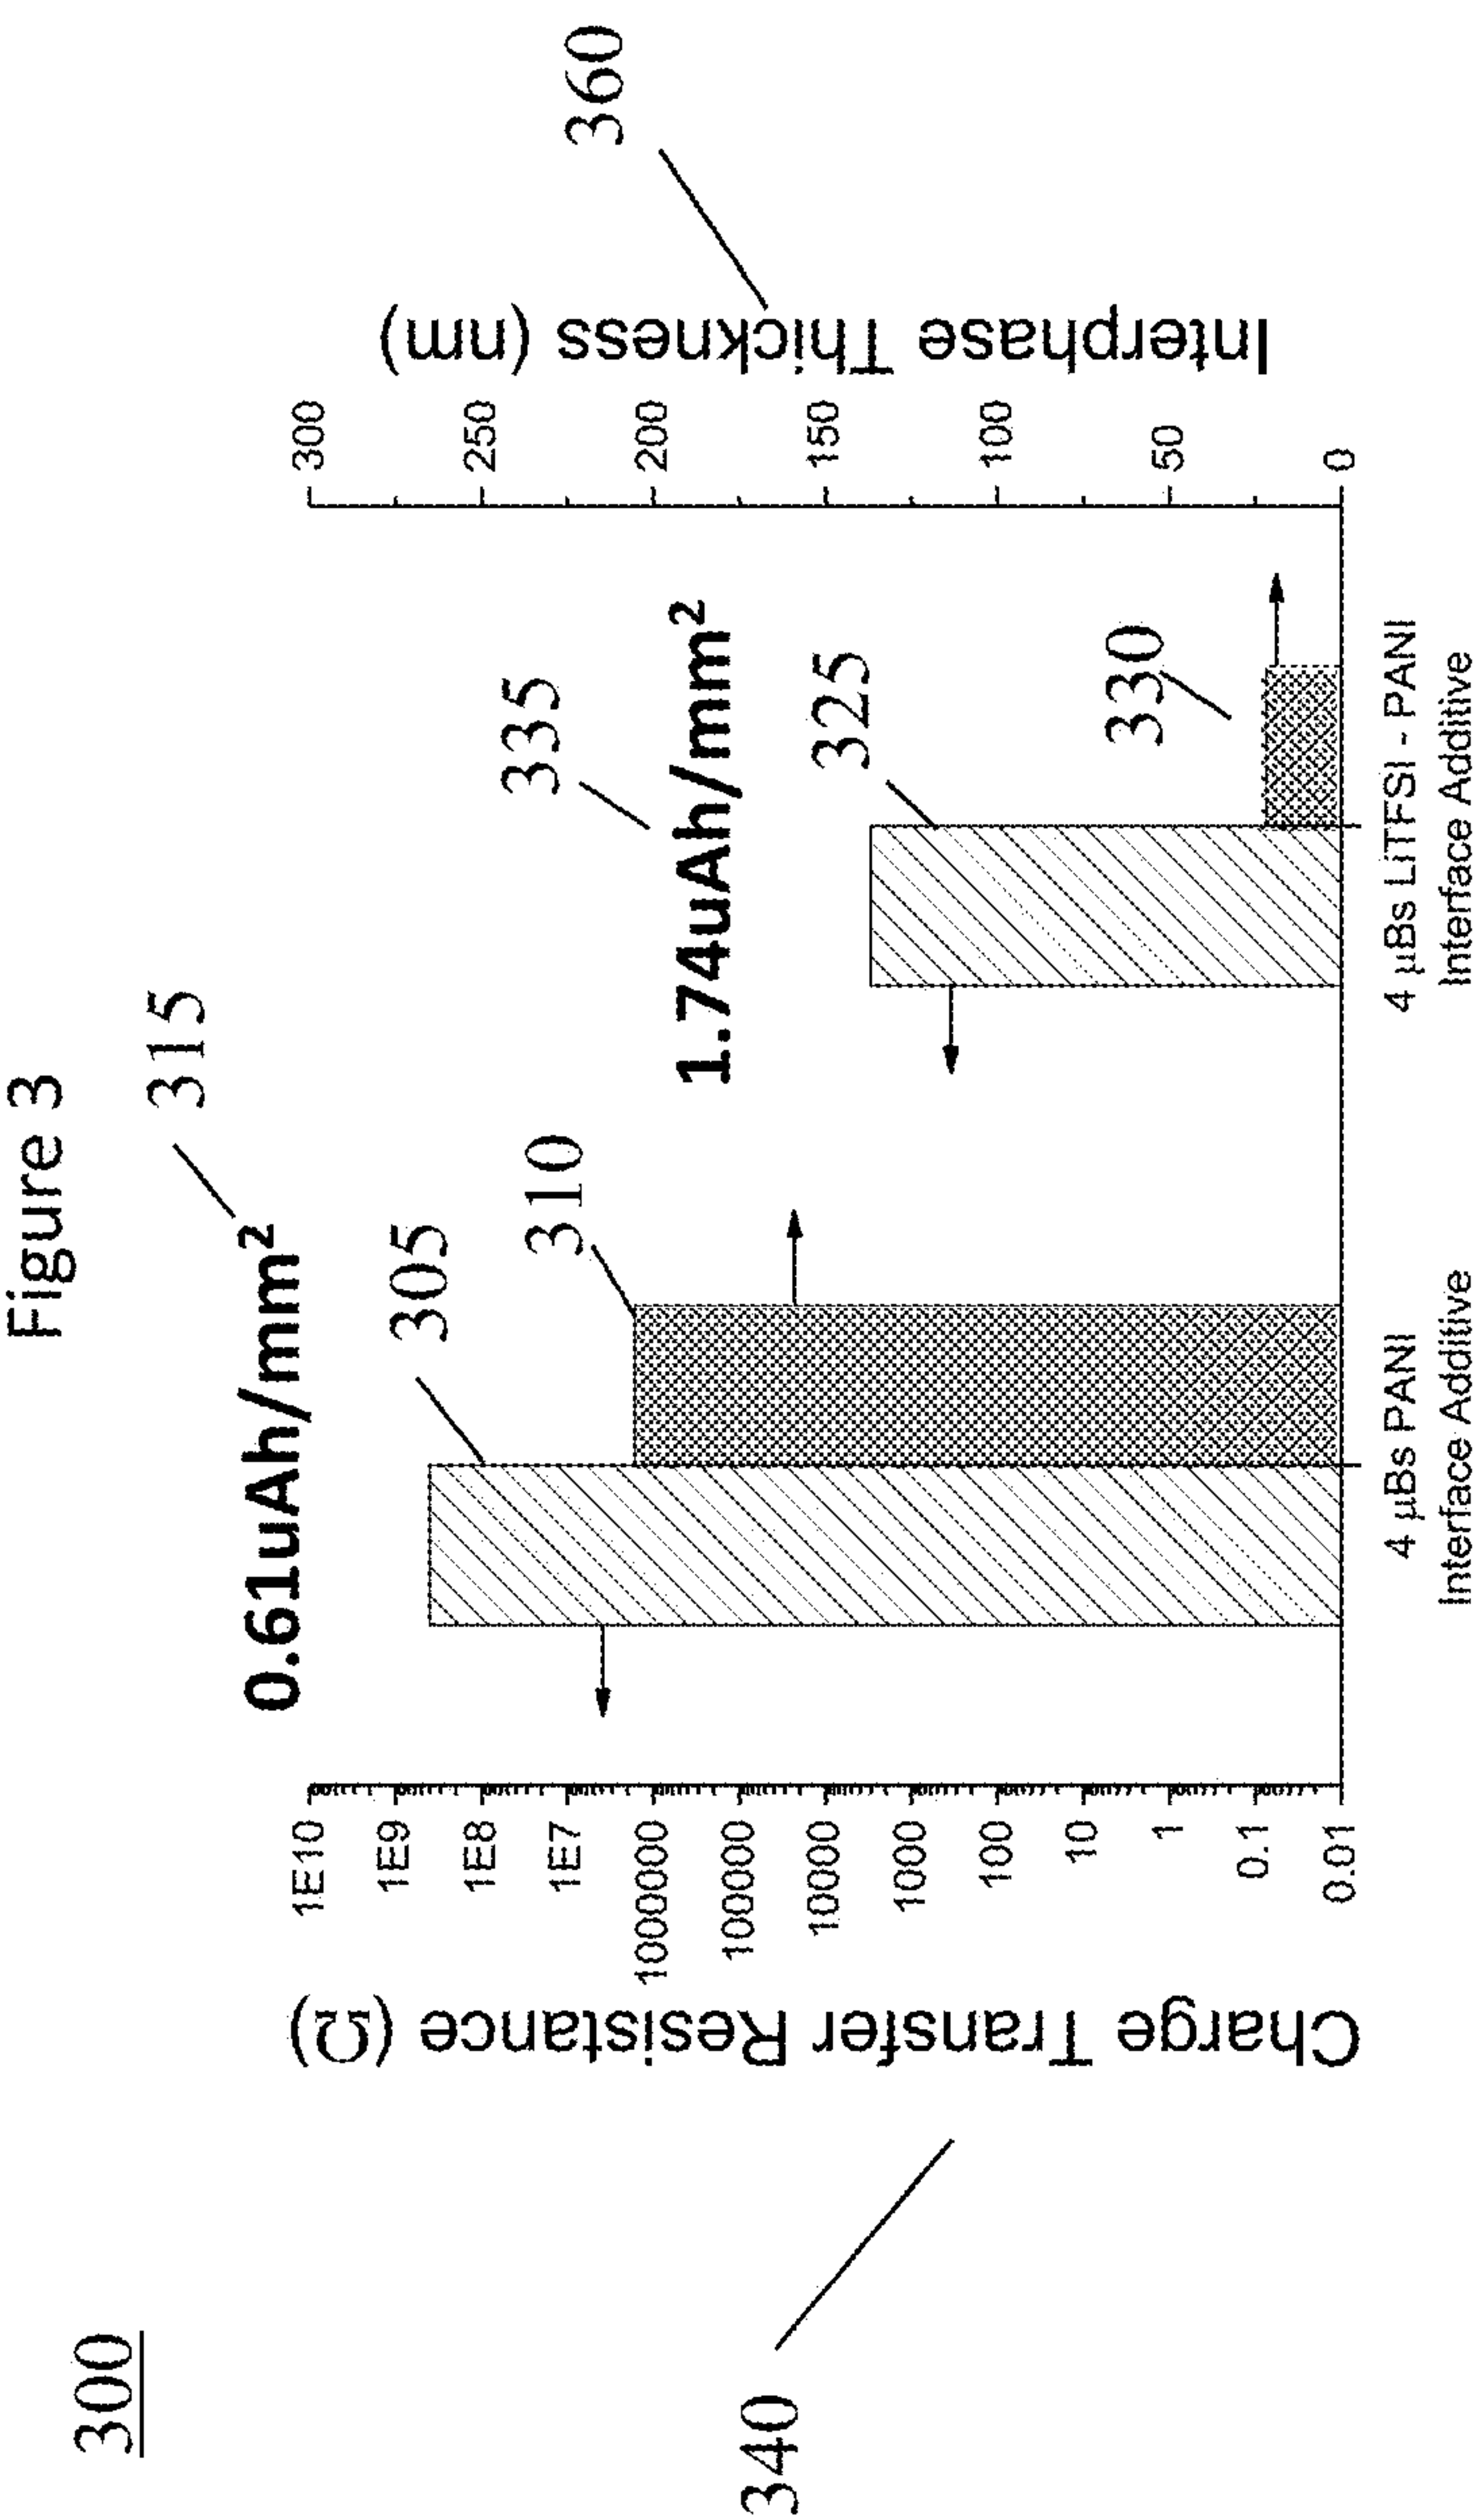 Figure 3
300
315
0.61uAh/mm²
305
310
335
1.74uAh/mm²
325
330
340
360
Charge Transfer Resistance (Ω)
1E10
1E9
1E8
1E7
1000000
100000
10000
1000
100
10
1
0.1
0.01
Interphase Thickness (nm)
300
250
200
150
100
50
0
4 µBs PANI
Interface Additive
4 µBs LiTFSI - PANI
Interface Additive